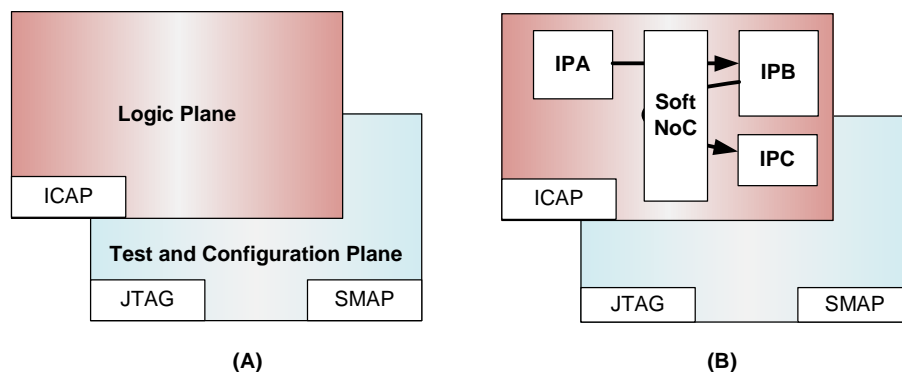 Logic Plane
ICAP
Test and Configuration Plane
JTAG
SMAP
(A)
IPA
Soft
NoC
IPB
IPC
ICAP
JTAG
SMAP
(B)